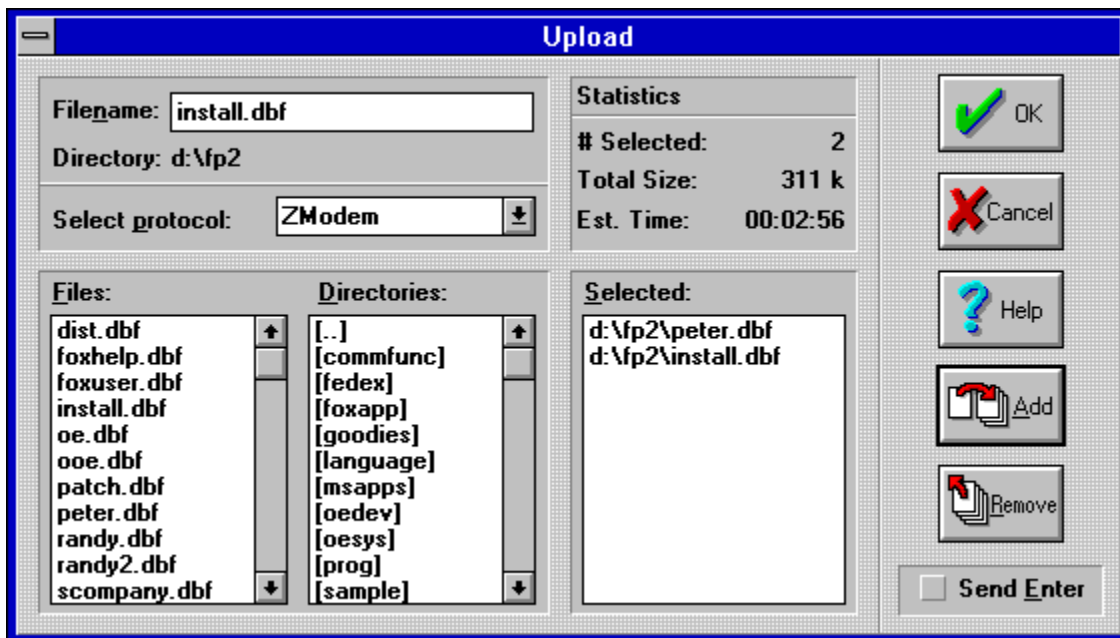 Upload
Filename: install.dbf
Directory: d:\fp2
Select protocol: ZModem
Statistics
# Selected: 2
Total Size: 311 k
Est. Time: 00:02:56
Files:
dist.dbf
foxhelp.dbf
foxuser.dbf
install.dbf
oe.dbf
ooe.dbf
patch.dbf
peter.dbf
randy.dbf
randy2.dbf
scompany.dbf
Directories:
[..]
[commfunc]
[fedex]
[foxapp]
[goodies]
[language]
[msapps]
[oedev]
[oesys]
[prog]
[sample]
Selected:
d:\fp2\peter.dbf
d:\fp2\install.dbf
OK
Cancel
Help
Add
Remove
Send Enter